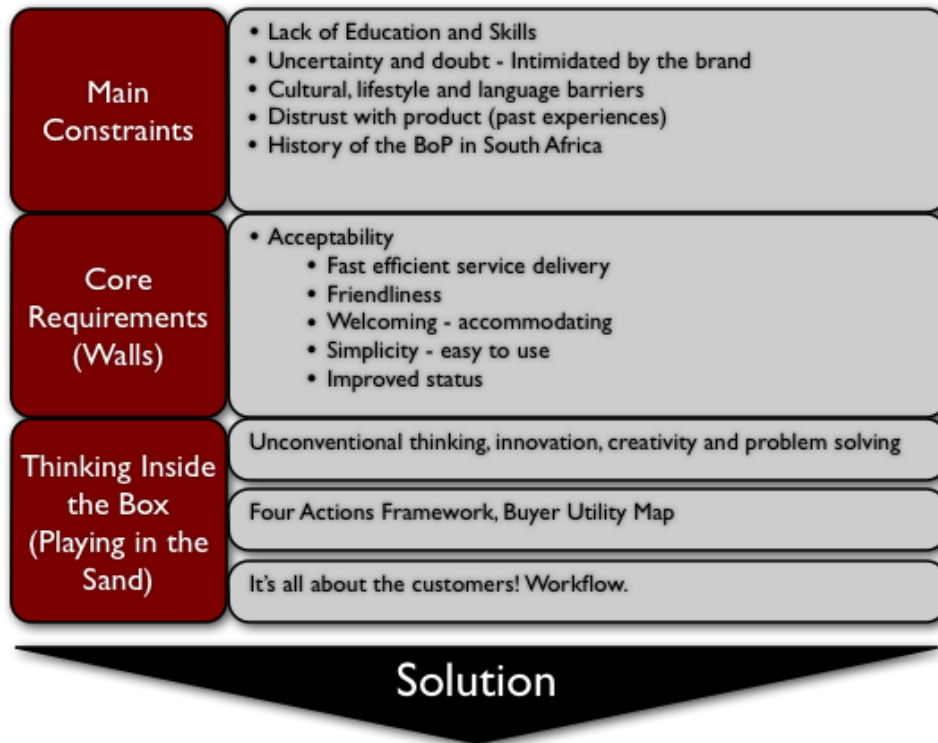 Main
Constraints
• Lack of Education and Skills
• Uncertainty and doubt - Intimidated by the brand
• Cultural, lifestyle and language barriers
• Distrust with product (past experiences)
• History of the BoP in South Africa
Core
Requirements
(Walls)
• Acceptability
• Fast efficient service delivery
• Friendliness
• Welcoming - accommodating
• Simplicity - easy to use
• Improved status
Thinking Inside
the Box
(Playing in the
Sand)
Unconventional thinking, innovation, creativity and problem solving
Four Actions Framework, Buyer Utility Map
It's all about the customers! Workflow.
Solution